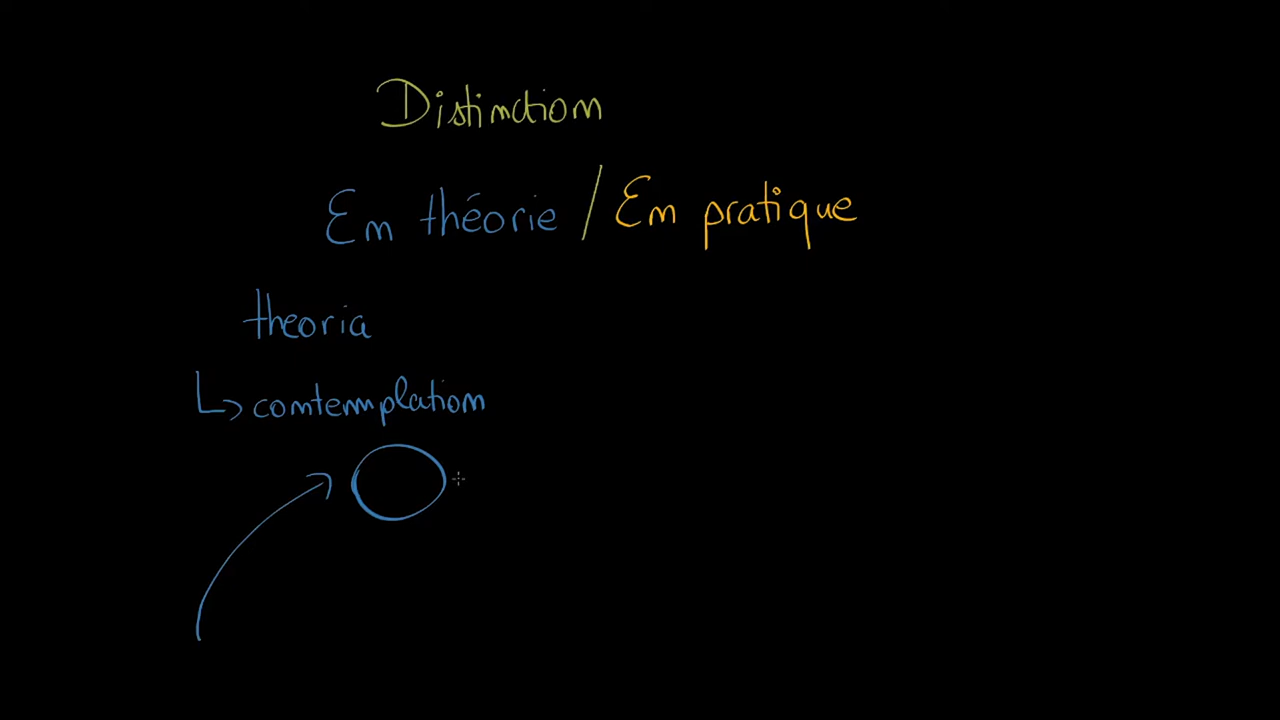 Distinction
En théorie / En pratique
theoria
↳ contemplation